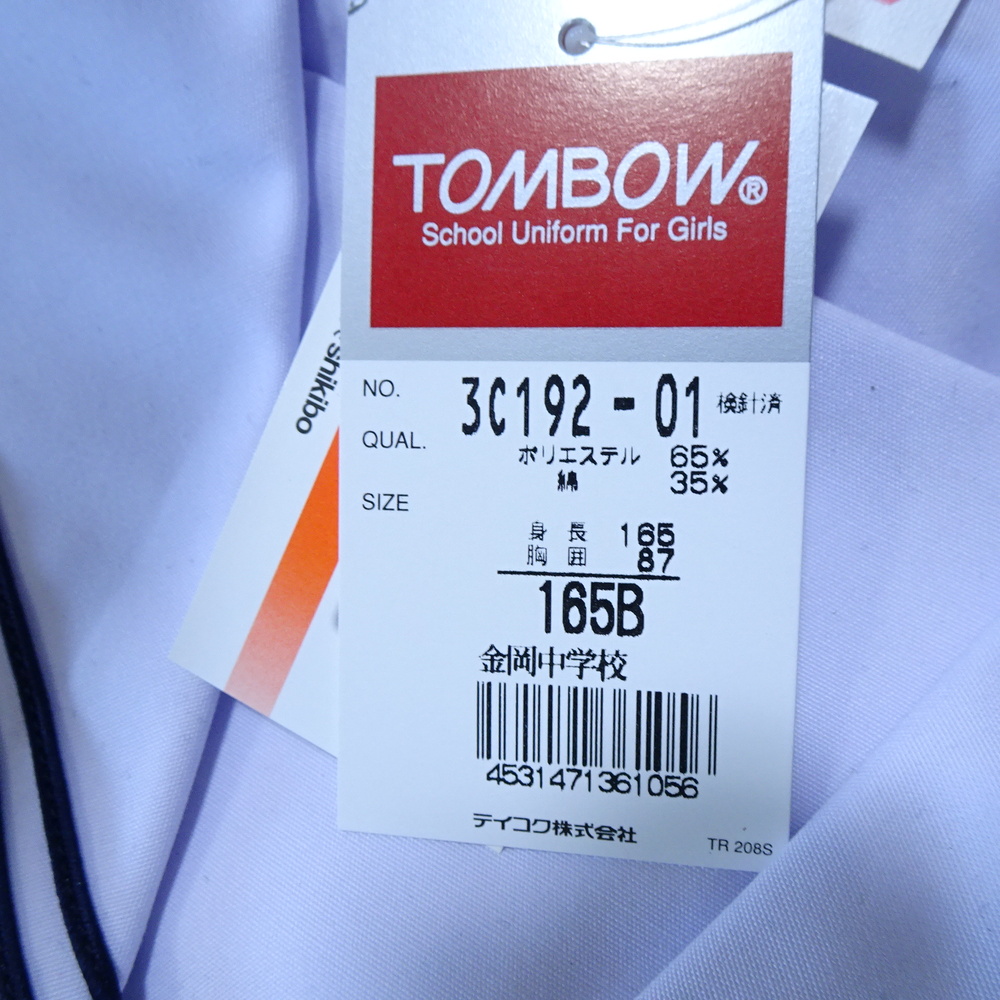 TOMBOW®
School Uniform For Girls
shikibo
NO. 3C192-01 検針済
QUAL. ポリエステル 65%
綿 35%
SIZE
身長 165
胸囲 87
165B
金岡中学校
4531471361056
テイコク株式会社
TR 208S